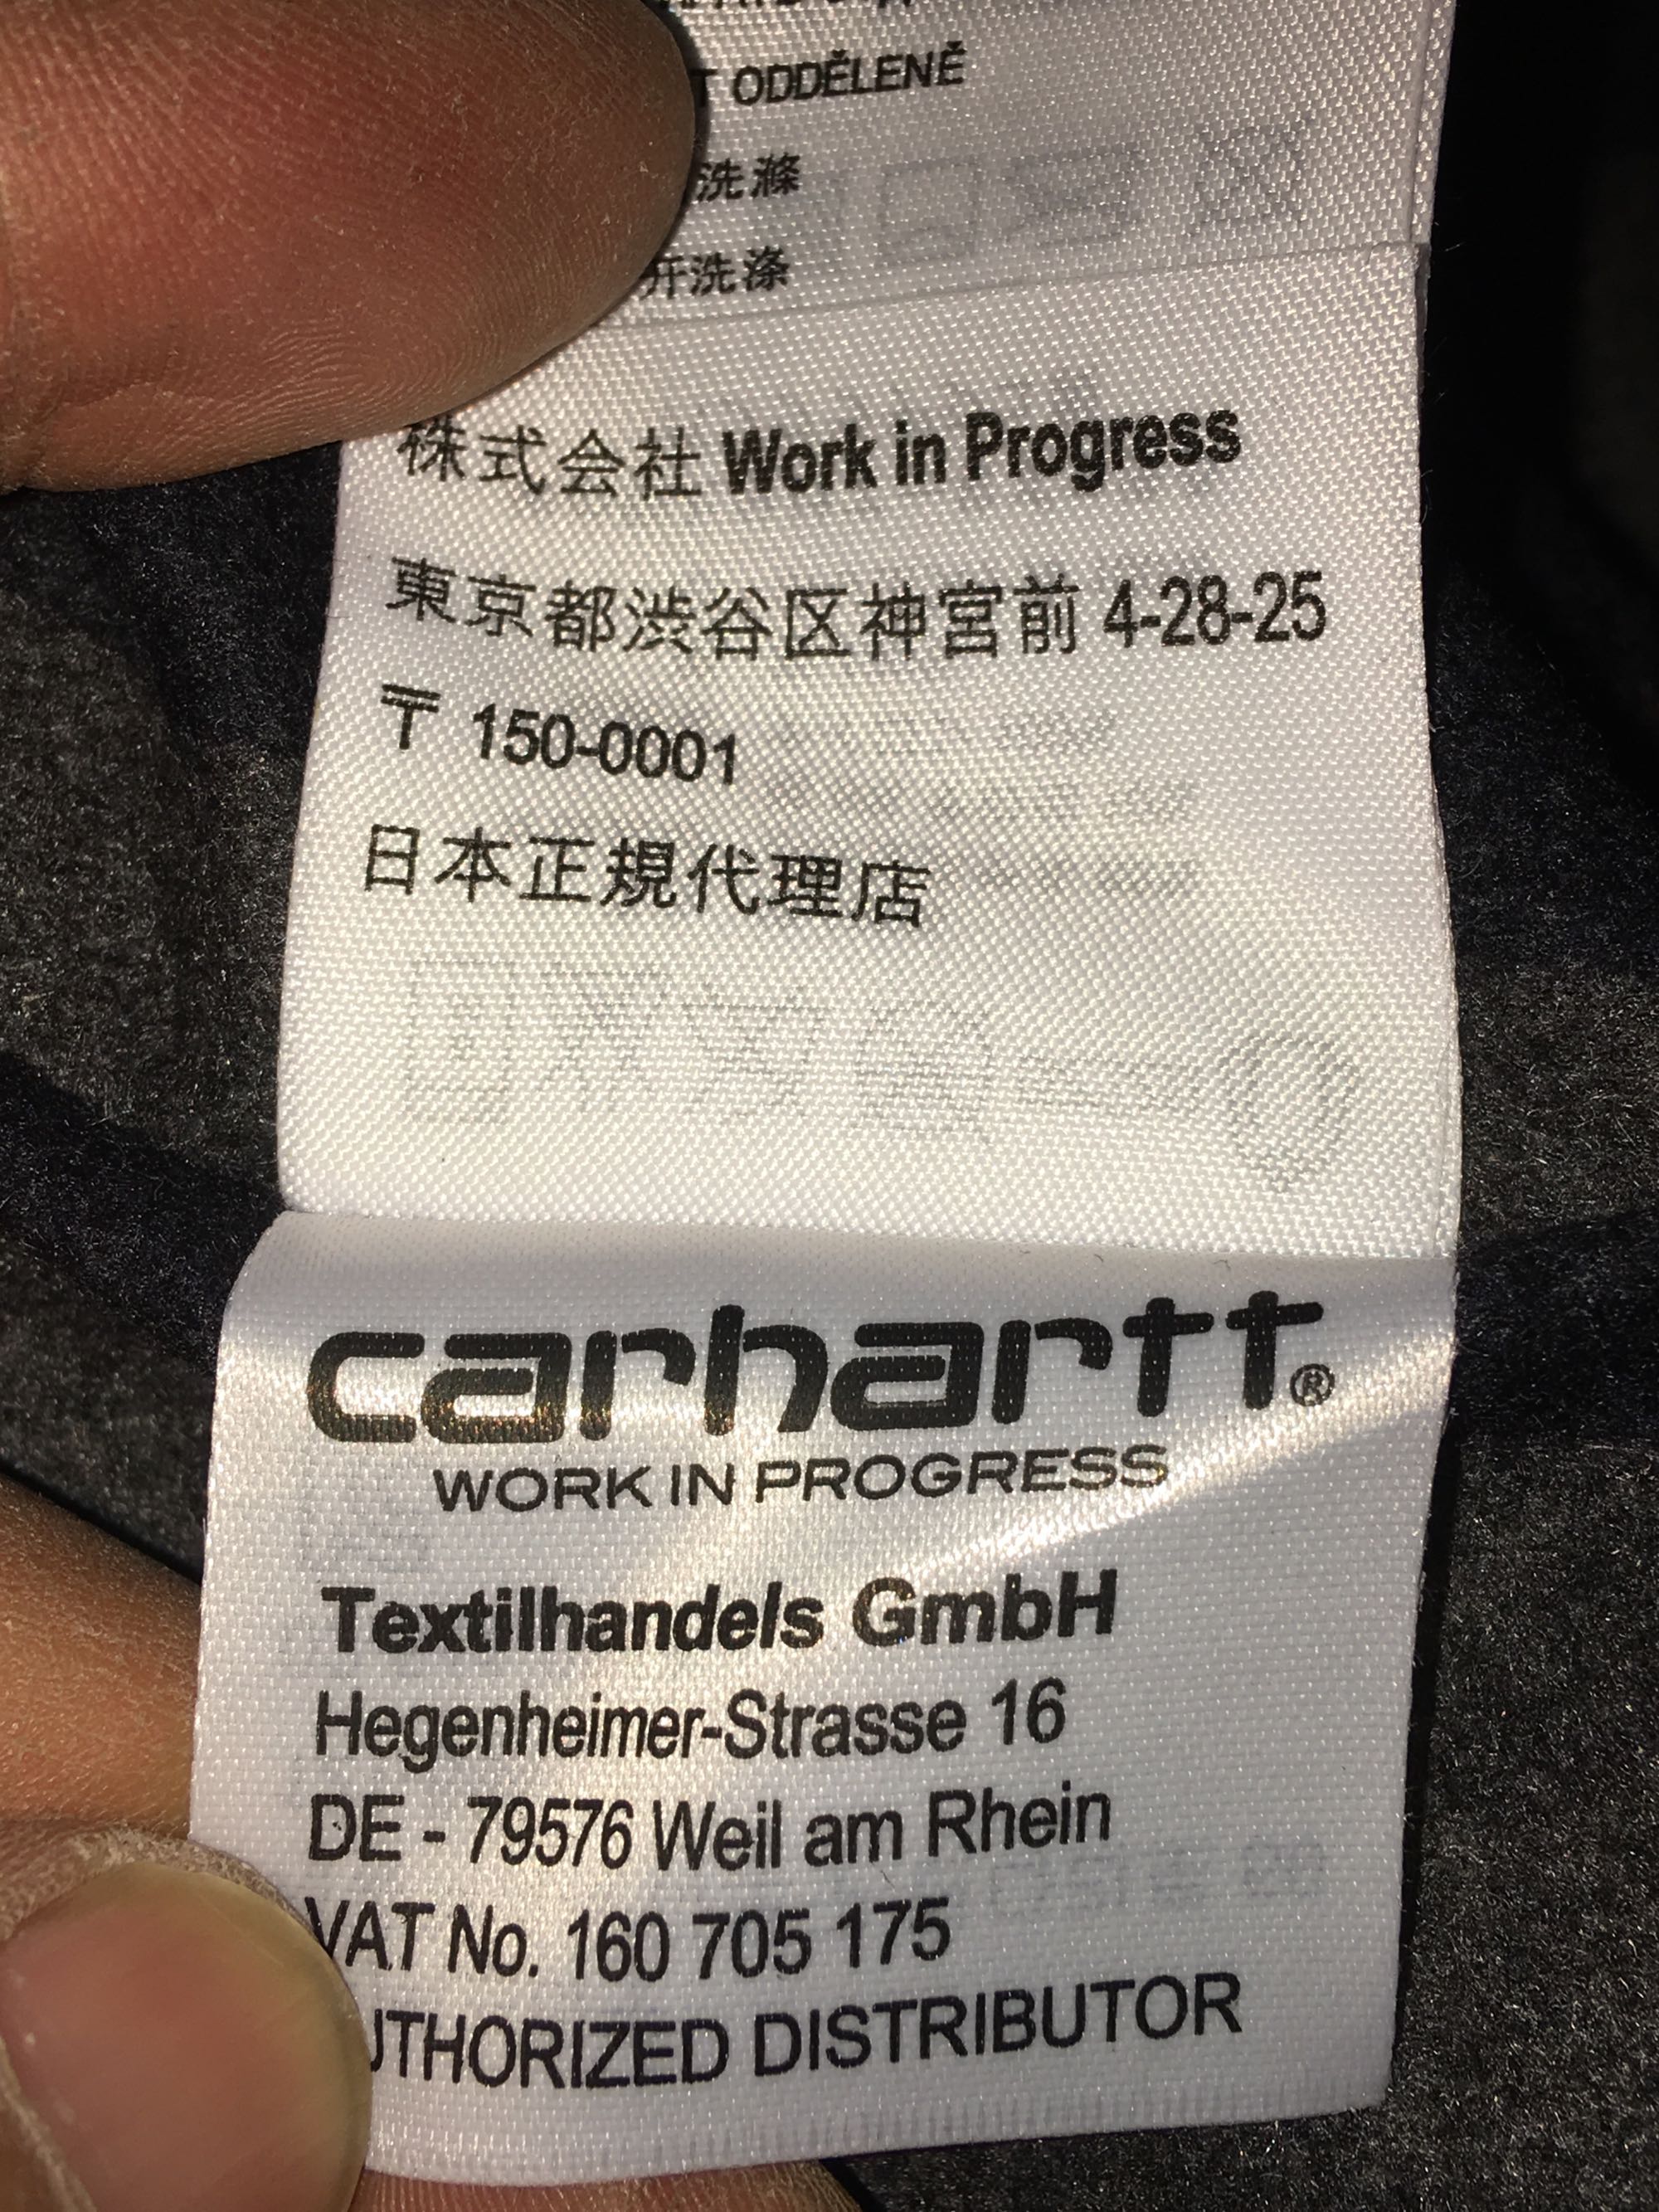 ODDĚLENĚ
洗滌
开洗涤
株式会社 Work in Progress
東京都渋谷区神宮前 4-28-25
〒 150-0001
日本正規代理店
carhartt®
WORK IN PROGRESS
Textilhandels GmbH
Hegenheimer-Strasse 16
DE - 79576 Weil am Rhein
VAT No. 160 705 175
UTHORIZED DISTRIBUTOR